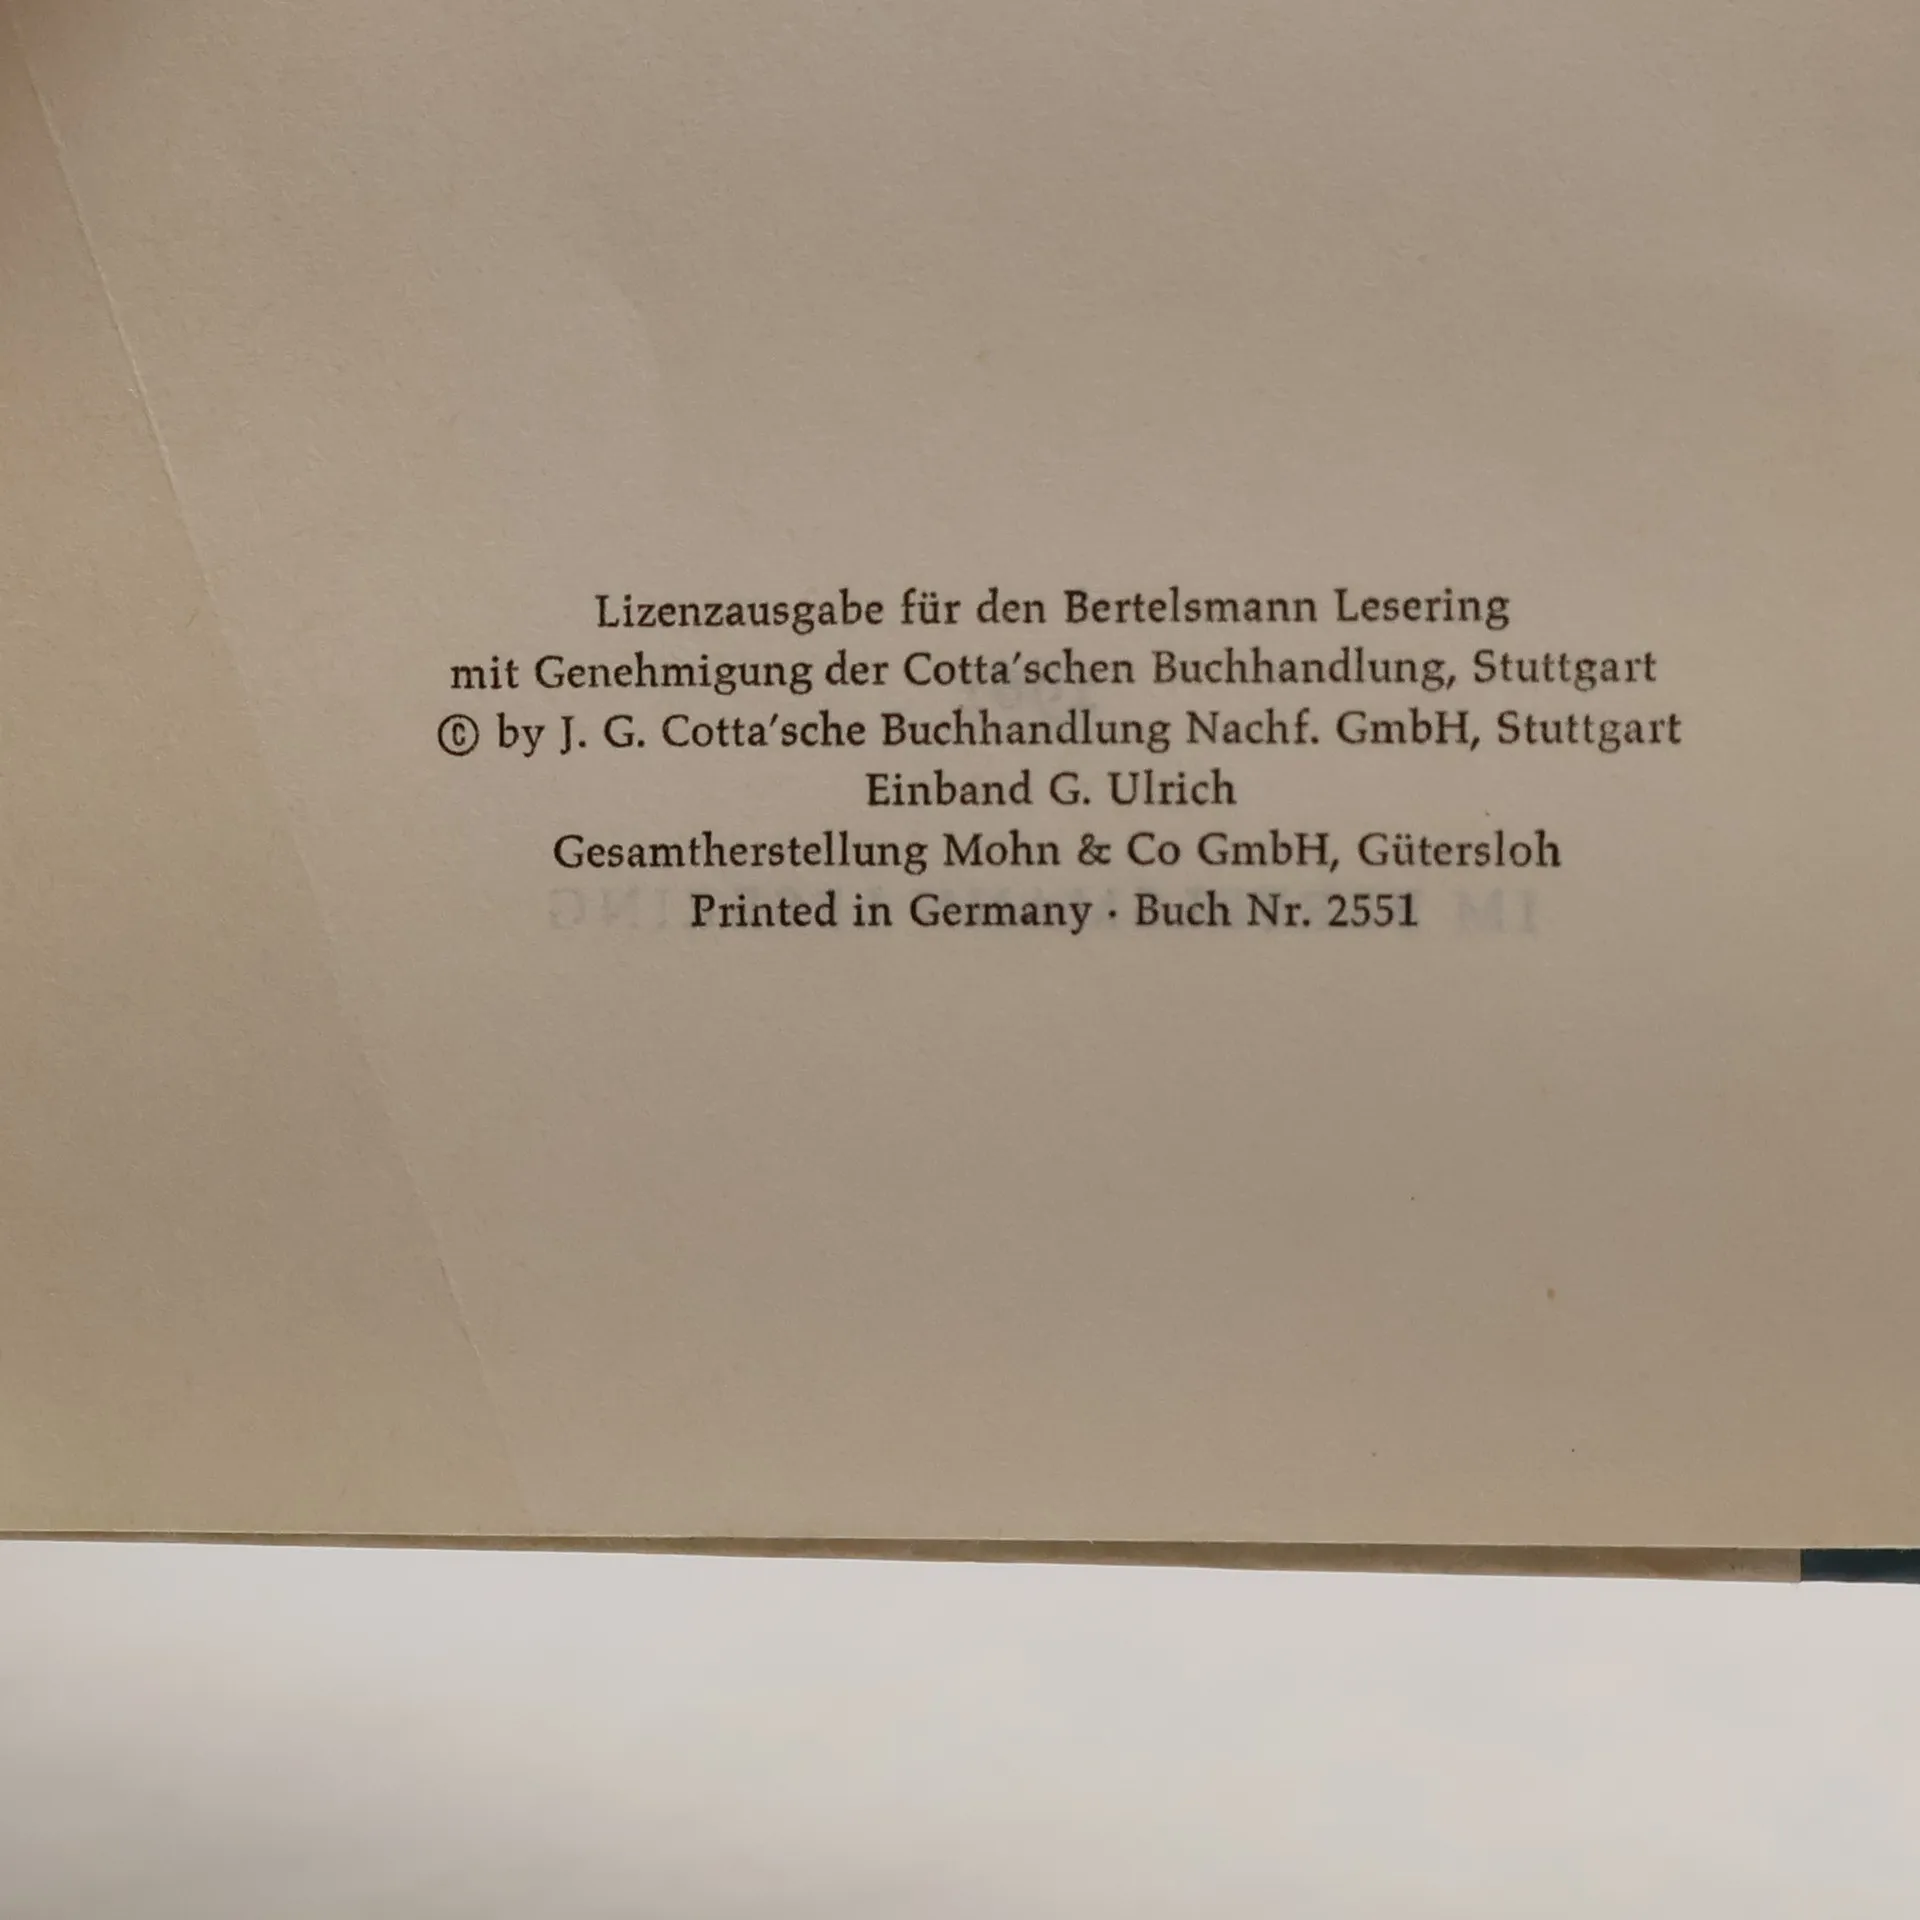 Lizenzausgabe für den Bertelsmann Lesering
mit Genehmigung der Cotta'schen Buchhandlung, Stuttgart
© by J. G. Cotta'sche Buchhandlung Nachf. GmbH, Stuttgart
Einband G. Ulrich
Gesamtherstellung Mohn & Co GmbH, Gütersloh
Printed in Germany · Buch Nr. 2551